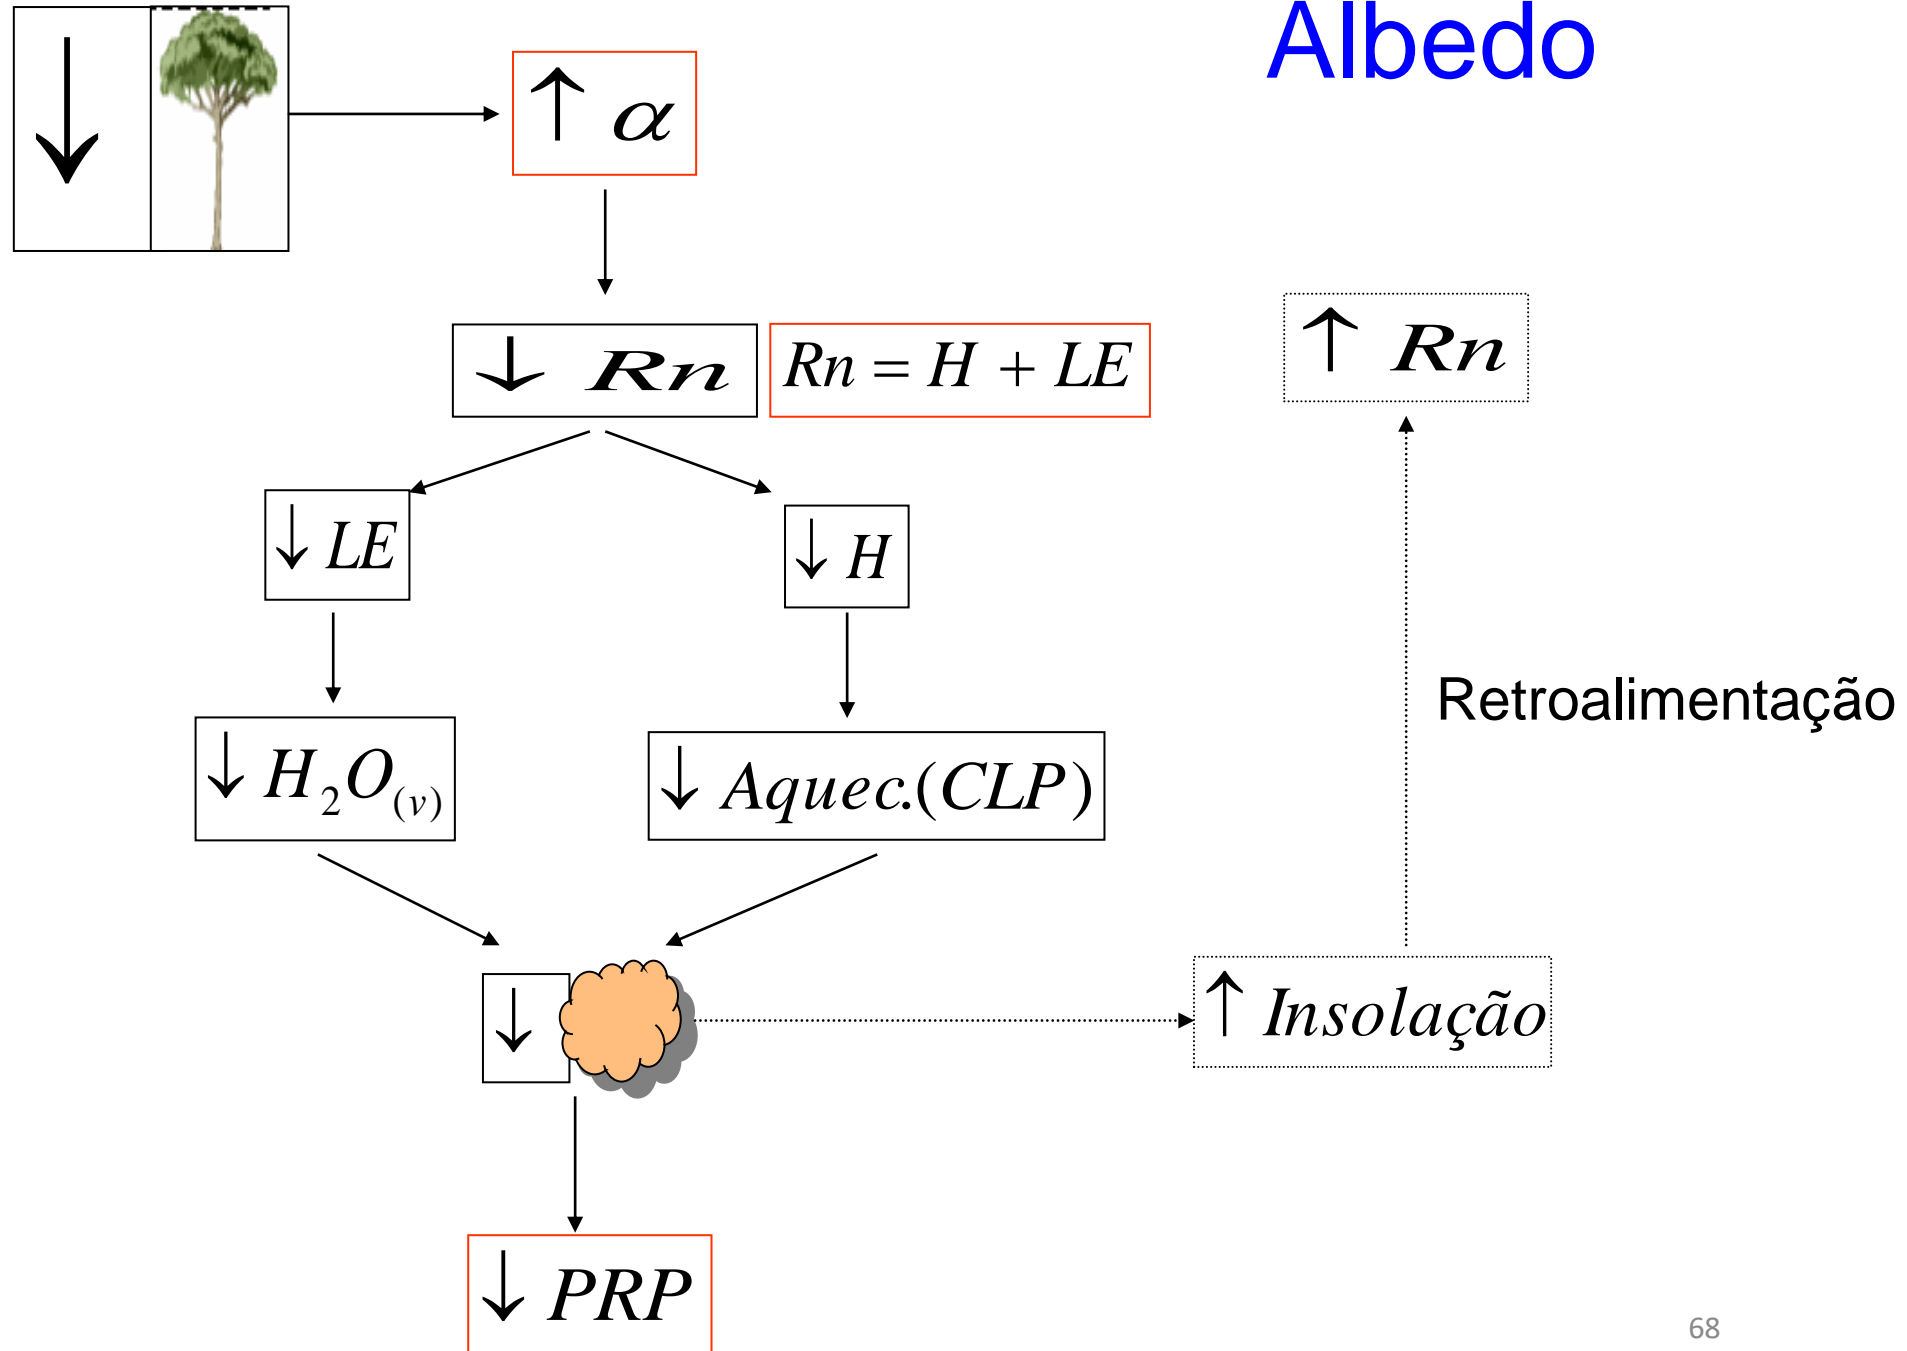 Albedo
↓
↑ α
↓ Rn
Rn = H + LE
↑ Rn
↓ LE
↓ H
Retroalimentação
↓ H₂O₍ᵥ₎
↓ Aquec.(CLP)
↓
↑ Insolação
↓ PRP
68